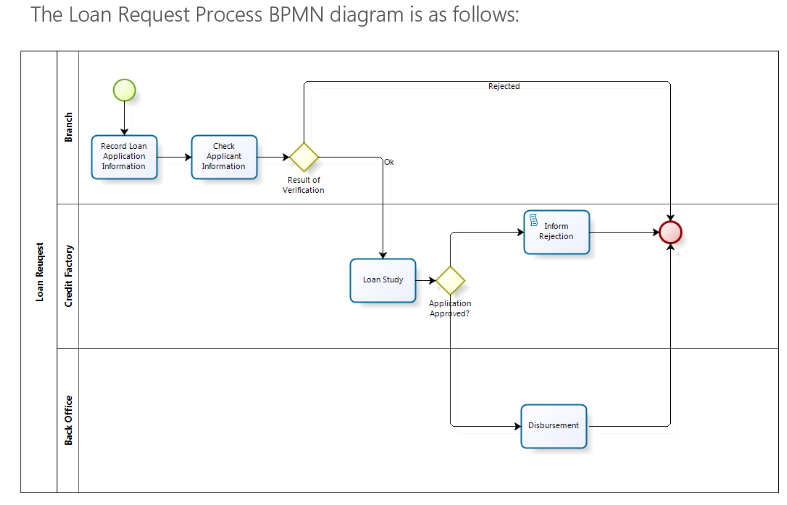 The Loan Request Process BPMN diagram is as follows:
Loan Reuqest
Branch
Record Loan
Application
Information
Check
Applicant
Information
Result of
Verification
Rejected
Ok
Credit Factory
Loan Study
Application
Approved?
Inform
Rejection
Back Office
Disbursement